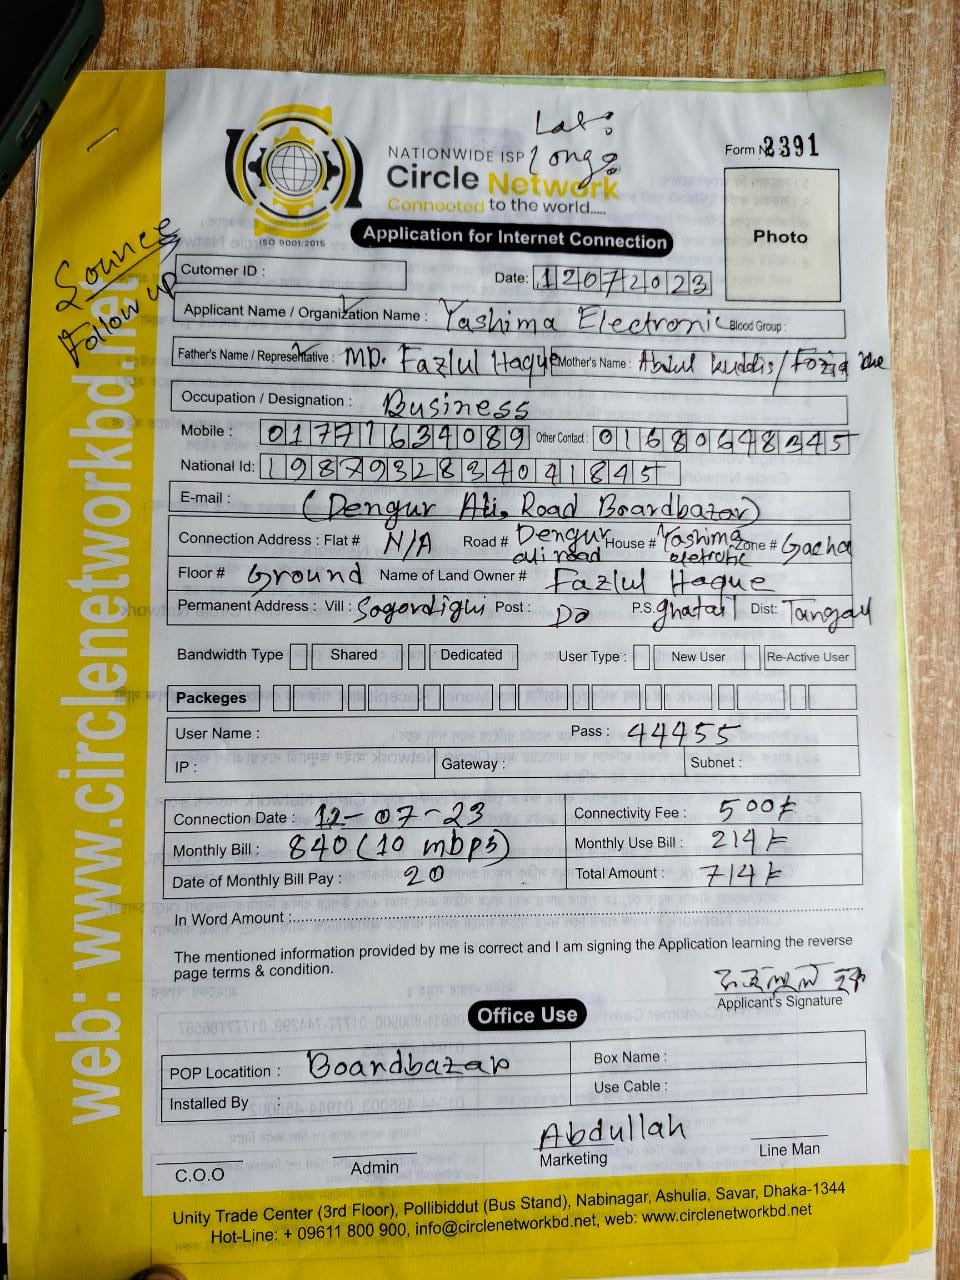 Lat:
Long:
NATIONWIDE ISP
Circle Network
Connected to the world.....
ISO 9001:2015
Form No 2391
Photo
Application for Internet Connection
Source
Follow up
web: www.circlenetworkbd.net
Cutomer ID :
Date: 12072023
Applicant Name / Organization Name : Yashima Electronic Blood Group :
Father's Name / Representative : MD. Fazlul Haque Mother's Name : Abdul kuddis/Fozia
Occupation / Designation : Business
Mobile : 01771634089 Other Contact : 01680648345
National Id: 1987932834041845
E-mail : (Dengur Ali, Road Boardbazar)
Connection Address : Flat # N/A Road # Dengur ali road House # Yashima eletronic Zone # Gacha
Floor # Ground Name of Land Owner # Fazlul Haque
Permanent Address : Vill : Sogordighi Post : Do P.S. ghatail Dist: Tangail
Bandwidth Type Shared Dedicated User Type : New User Re-Active User
Packeges
User Name : Pass : 44455
IP : Gateway : Subnet :
Connection Date : 12-07-23 Connectivity Fee : 500/=
Monthly Bill : 840 (10 mbps) Monthly Use Bill : 214/=
Date of Monthly Bill Pay : 20 Total Amount : 714/=
In Word Amount :
The mentioned information provided by me is correct and I am signing the Application learning the reverse
page terms & condition.
ফজলুল হক
Applicant's Signature
Office Use
POP Locatition : Boardbazar Box Name :
Installed By : Use Cable :
Abdullah
C.O.O Admin Marketing Line Man
Unity Trade Center (3rd Floor), Pollibiddut (Bus Stand), Nabinagar, Ashulia, Savar, Dhaka-1344
Hot-Line: + 09611 800 900, info@circlenetworkbd.net, web: www.circlenetworkbd.net